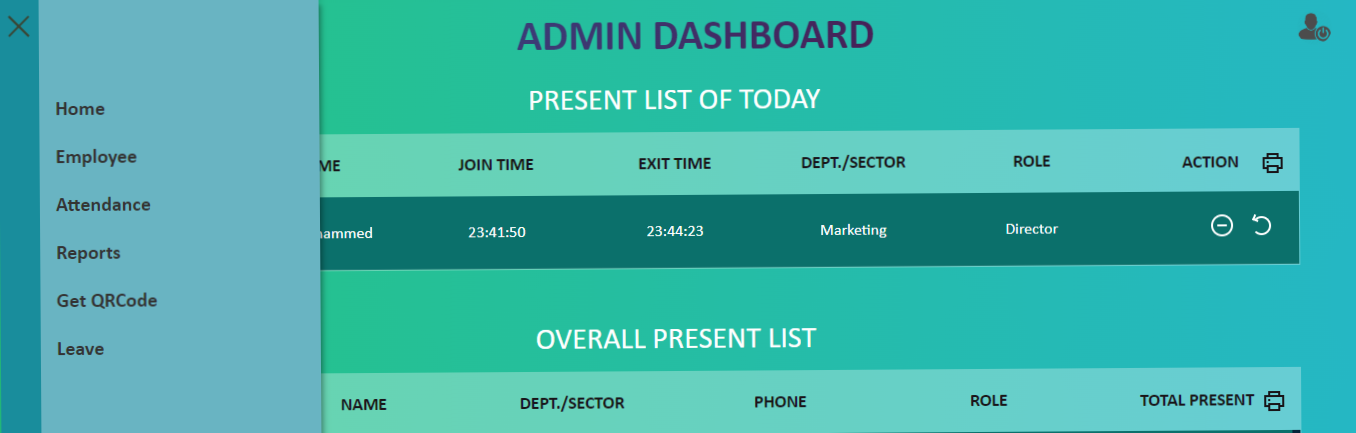 ADMIN DASHBOARD
Home
Employee
Attendance
Reports
Get QRCode
Leave
PRESENT LIST OF TODAY
JOIN TIME EXIT TIME DEPT./SECTOR ROLE ACTION
23:41:50 23:44:23 Marketing Director
OVERALL PRESENT LIST
NAME DEPT./SECTOR PHONE ROLE TOTAL PRESENT